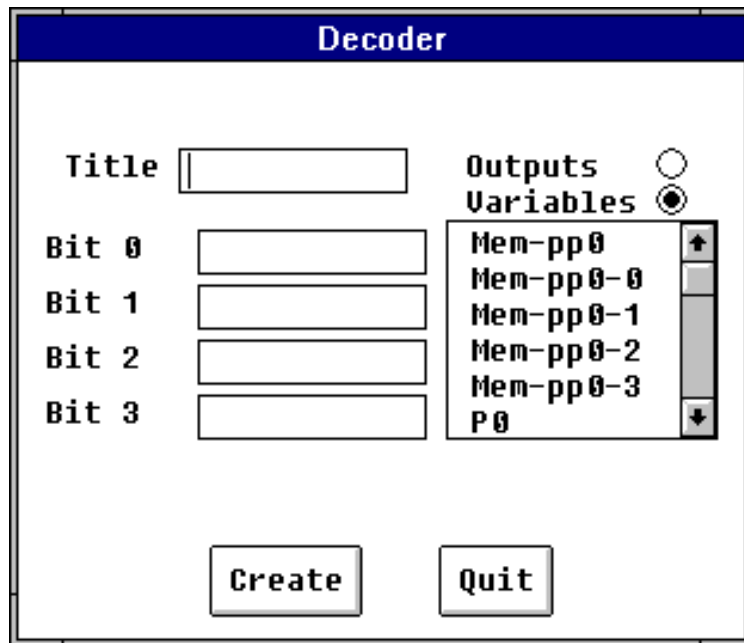 Decoder
Title
Outputs
Variables
Bit 0
Bit 1
Bit 2
Bit 3
Mem-pp0
Mem-pp0-0
Mem-pp0-1
Mem-pp0-2
Mem-pp0-3
P0
Create
Quit